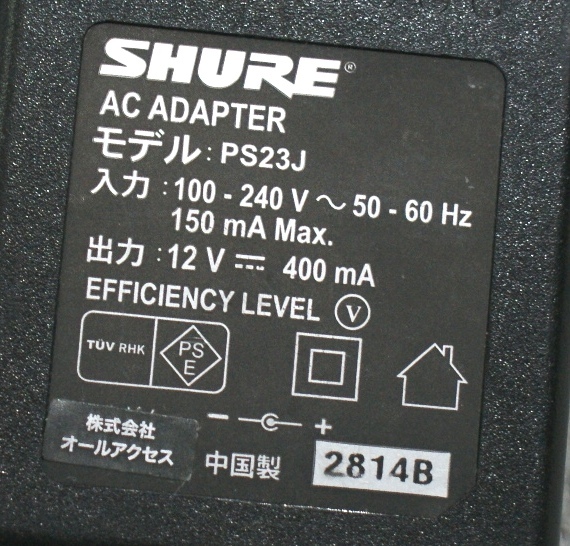 SHURE®
AC ADAPTER
モデル : PS23J
入力 : 100 - 240 V ～ 50 - 60 Hz
150 mA Max.
出力 : 12 V ⎓ 400 mA
EFFICIENCY LEVEL Ⓥ
TÜV RHK PS E
− +
株式会社
オールアクセス
中国製 2814B